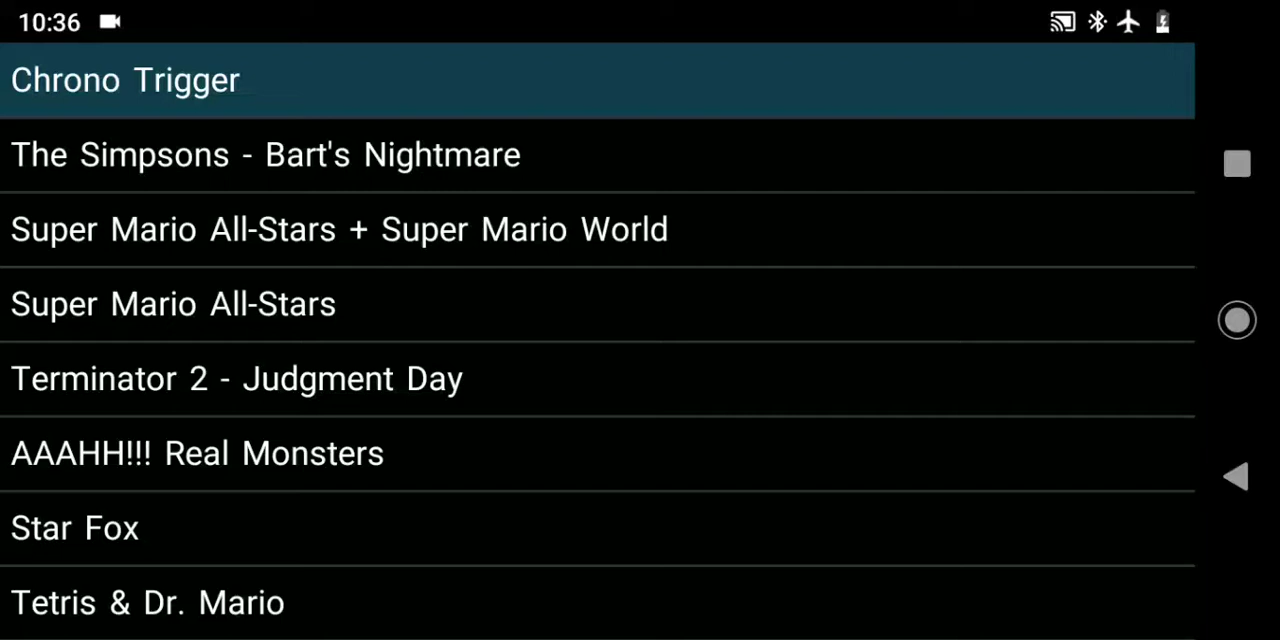 10:36
Chrono Trigger
The Simpsons - Bart's Nightmare
Super Mario All-Stars + Super Mario World
Super Mario All-Stars
Terminator 2 - Judgment Day
AAAHH!!! Real Monsters
Star Fox
Tetris & Dr. Mario